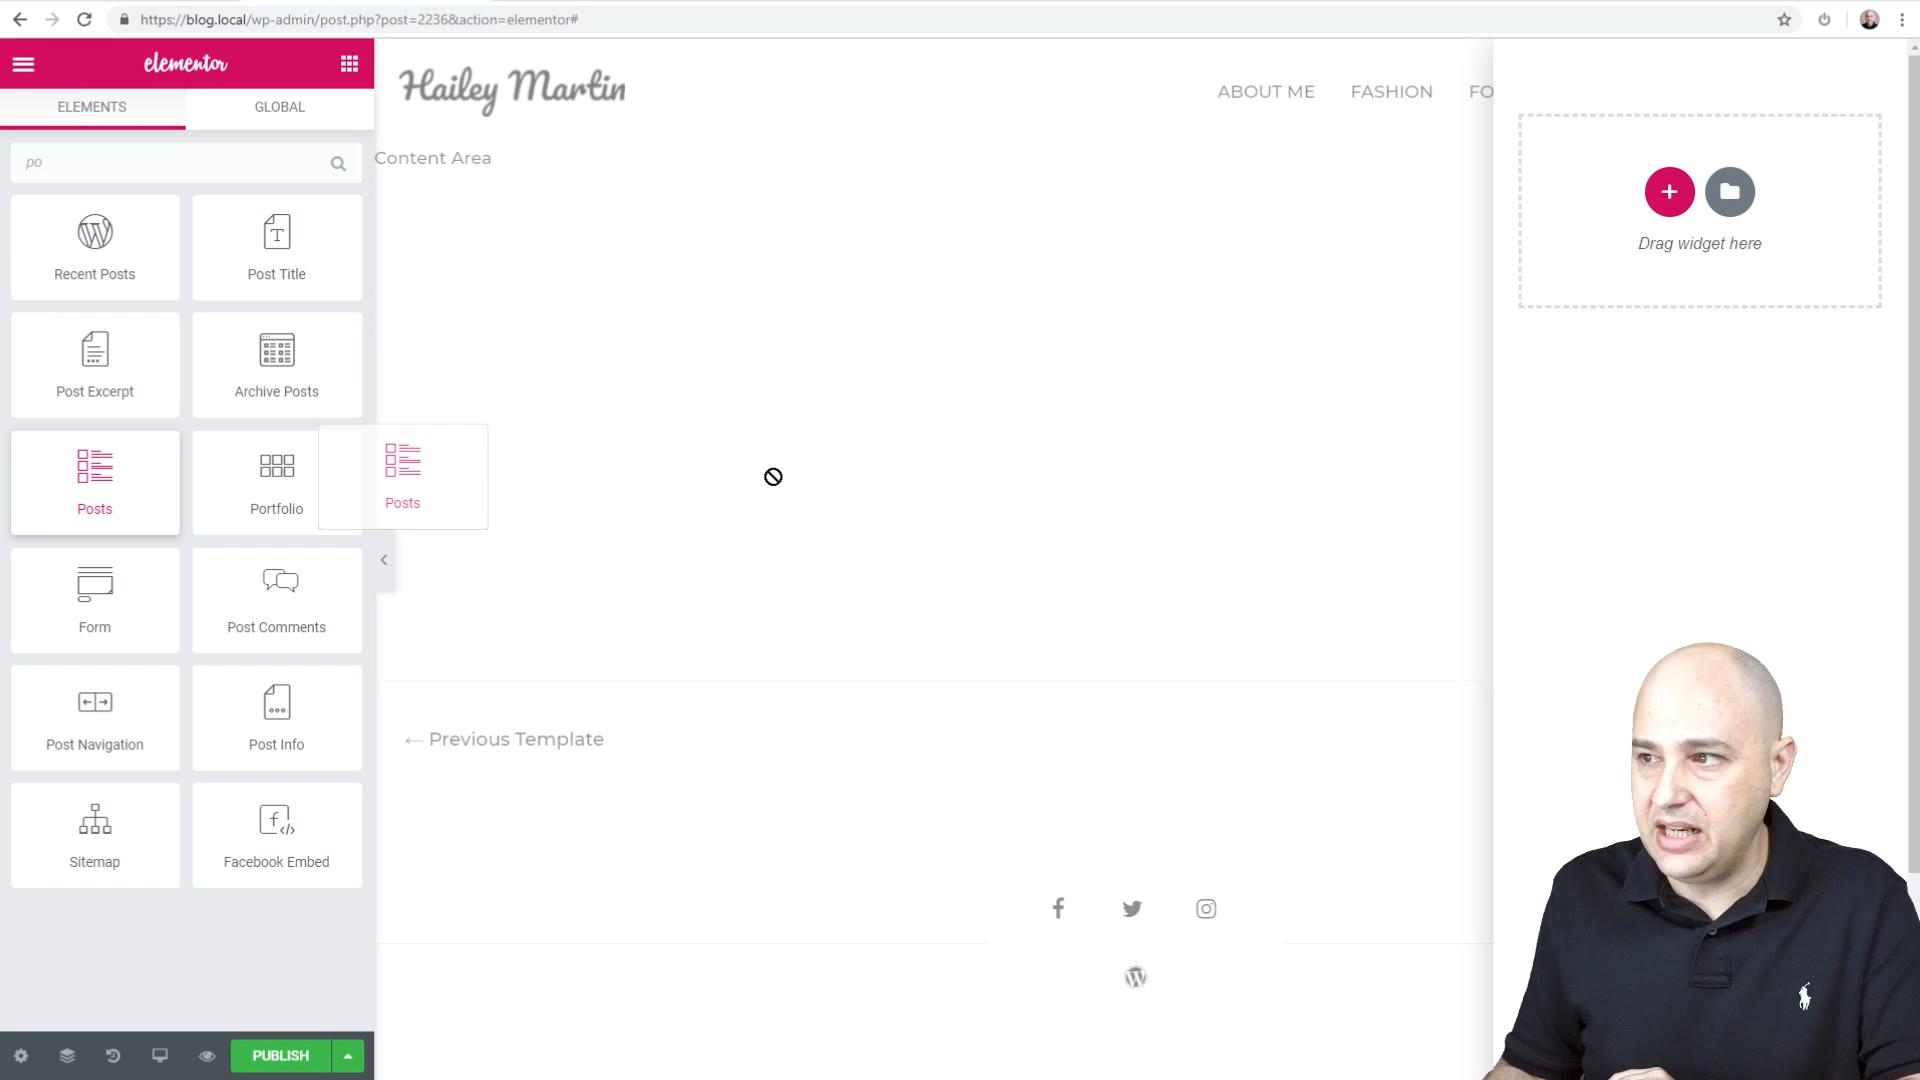 https://blog.local/wp-admin/post.php?post=2236&action=elementor#
elementor
ELEMENTS
GLOBAL
po
Recent Posts
Post Title
Post Excerpt
Archive Posts
Posts
Portfolio
Posts
Form
Post Comments
Post Navigation
Post Info
Sitemap
Facebook Embed
PUBLISH
Hailey Martin
ABOUT ME
FASHION
FO
Content Area
← Previous Template
Drag widget here